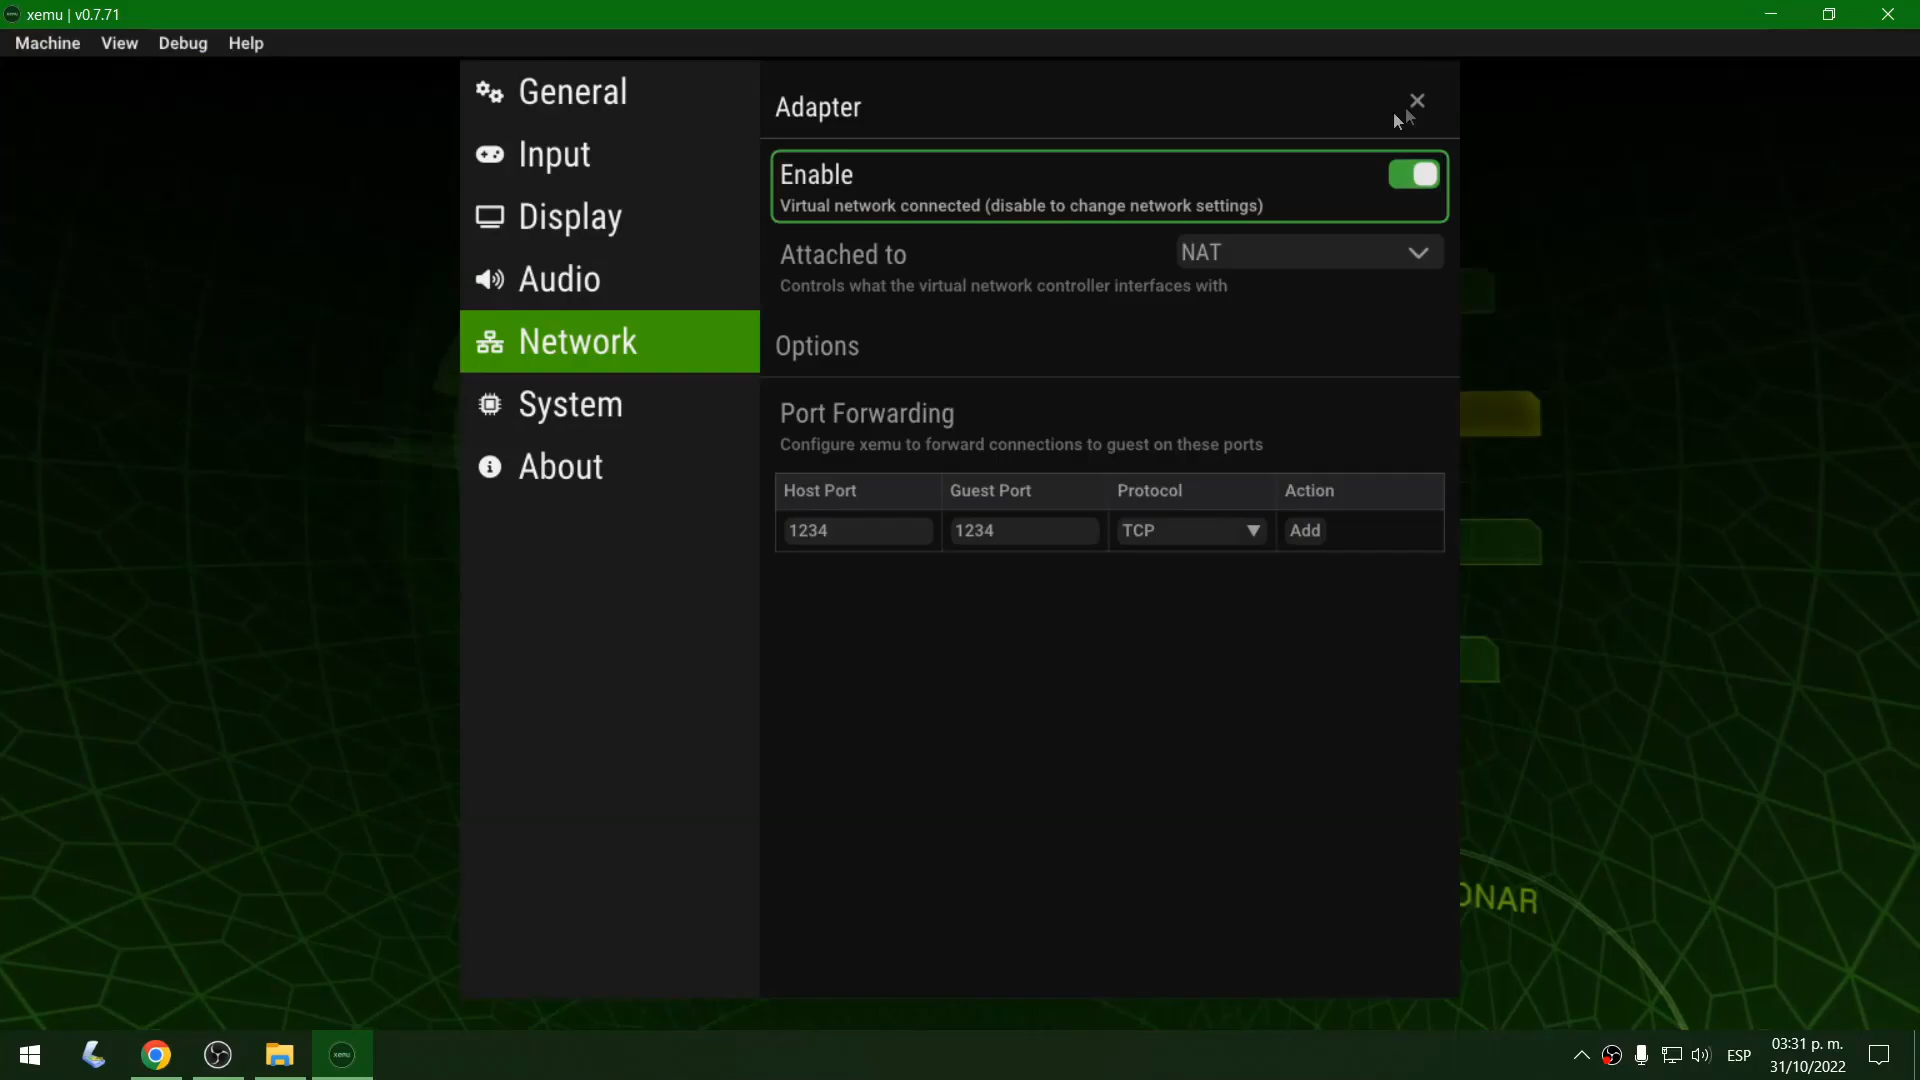 xemu | v0.7.71
Machine View Debug Help
General
Input
Display
Audio
Network
System
About
Adapter
Enable
Virtual network connected (disable to change network settings)
Attached to NAT
Controls what the virtual network controller interfaces with
Options
Port Forwarding
Configure xemu to forward connections to guest on these ports
Host Port Guest Port Protocol Action
1234 1234 TCP Add
ONAR
xemu
ESP
03:31 p. m.
31/10/2022